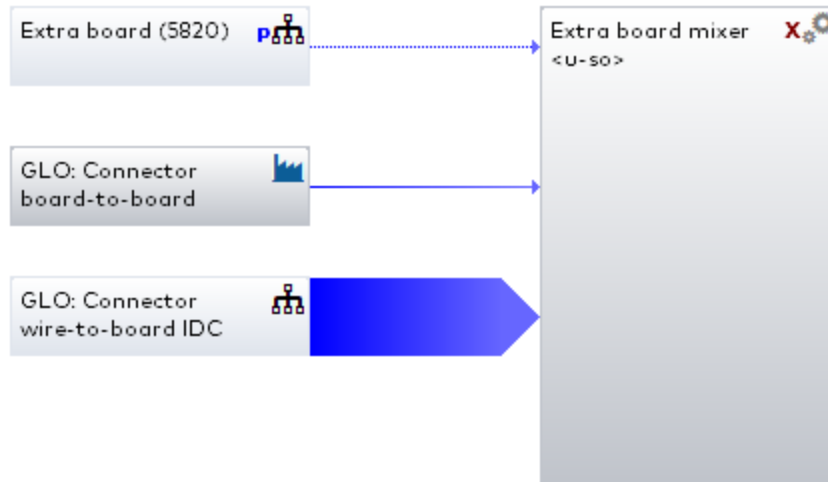 Extra board (5820) p
Extra board mixer X
<u-so>
GLO: Connector
board-to-board
GLO: Connector
wire-to-board IDC